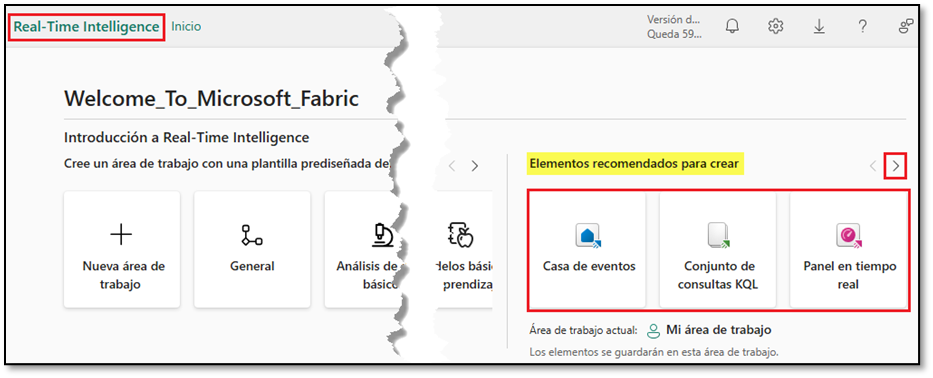 Real-Time Intelligence Inicio
Versión d...
Queda 59...
?
Welcome_To_Microsoft_Fabric
Introducción a Real-Time Intelligence
Cree un área de trabajo con una plantilla prediseñada de
Nueva área de
trabajo
General
Análisis de
básico
delos bási
prendiza
Elementos recomendados para crear
Casa de eventos
Conjunto de
consultas KQL
Panel en tiempo
real
Área de trabajo actual: Mi área de trabajo
Los elementos se guardarán en esta área de trabajo.